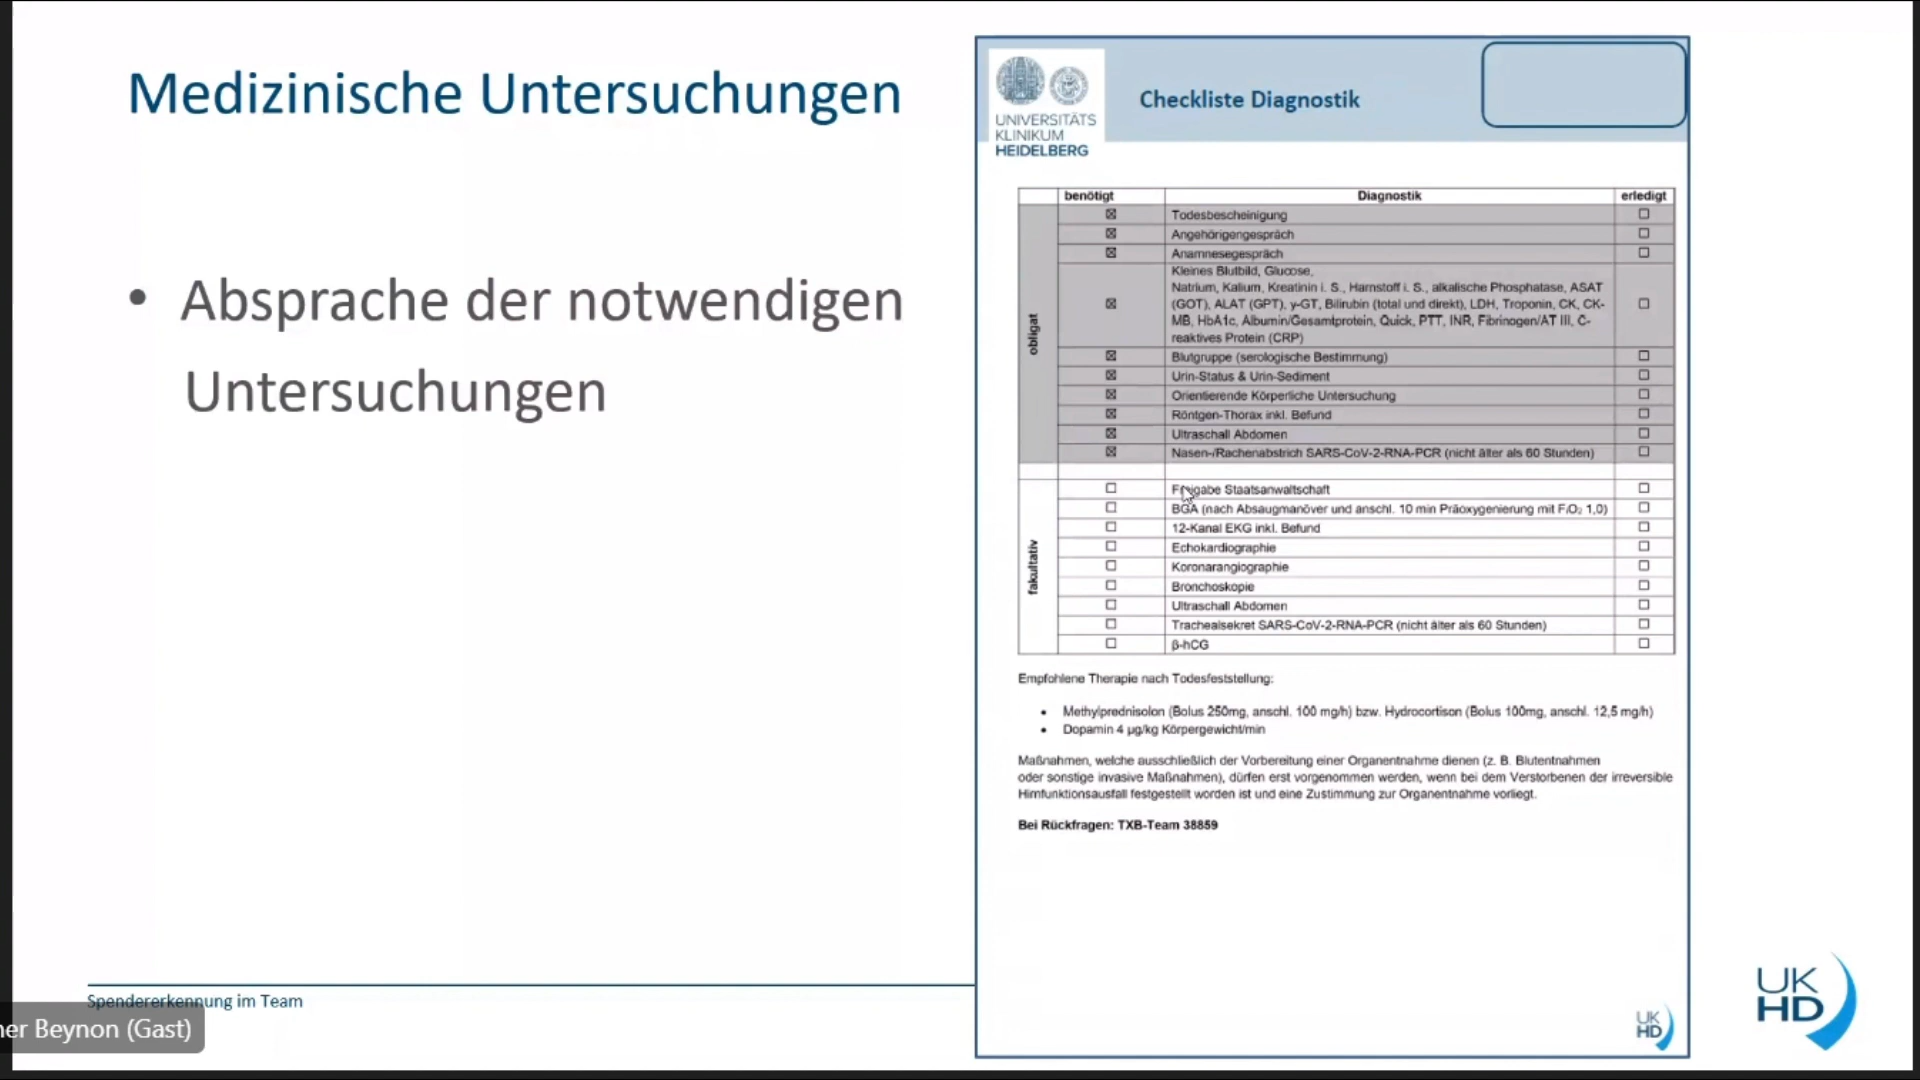 Medizinische Untersuchungen
• Absprache der notwendigen
Untersuchungen
UNIVERSITÄTS
KLINIKUM
HEIDELBERG
Checkliste Diagnostik
benötigt Diagnostik erledigt
obligat
☒ Todesbescheinigung ☐
☒ Angehörigengespräch ☐
☒ Anamnesegespräch ☐
Kleines Blutbild, Glucose,
Natrium, Kalium, Kreatinin i. S., Harnstoff i. S., alkalische Phosphatase, ASAT
☒ (GOT), ALAT (GPT), γ-GT, Bilirubin (total und direkt), LDH, Troponin, CK, CK- ☐
MB, HbA1c, Albumin/Gesamtprotein, Quick, PTT, INR, Fibrinogen/AT III, C-
reaktives Protein (CRP)
☒ Blutgruppe (serologische Bestimmung) ☐
☒ Urin-Status & Urin-Sediment ☐
☒ Orientierende Körperliche Untersuchung ☐
☒ Röntgen-Thorax inkl. Befund ☐
☒ Ultraschall Abdomen ☐
☒ Nasen-/Rachenabstrich SARS-CoV-2-RNA-PCR (nicht älter als 60 Stunden) ☐
fakultativ
☐ Freigabe Staatsanwaltschaft ☐
☐ BGA (nach Absaugmanöver und anschl. 10 min Präoxygenierung mit FiO₂ 1,0) ☐
☐ 12-Kanal EKG inkl. Befund ☐
☐ Echokardiographie ☐
☐ Koronarangiographie ☐
☐ Bronchoskopie ☐
☐ Ultraschall Abdomen ☐
☐ Trachealsekret SARS-CoV-2-RNA-PCR (nicht älter als 60 Stunden) ☐
☐ β-hCG ☐
Empfohlene Therapie nach Todesfeststellung:
• Methylprednisolon (Bolus 250mg, anschl. 100 mg/h) bzw. Hydrocortison (Bolus 100mg, anschl. 12,5 mg/h)
• Dopamin 4 µg/kg Körpergewicht/min
Maßnahmen, welche ausschließlich der Vorbereitung einer Organentnahme dienen (z. B. Blutentnahmen
oder sonstige invasive Maßnahmen), dürfen erst vorgenommen werden, wenn bei dem Verstorbenen der irreversible
Hirnfunktionsausfall festgestellt worden ist und eine Zustimmung zur Organentnahme vorliegt.
Bei Rückfragen: TXB-Team 38859
UK
HD
Spendererkennung im Team
her Beynon (Gast)
UK
HD